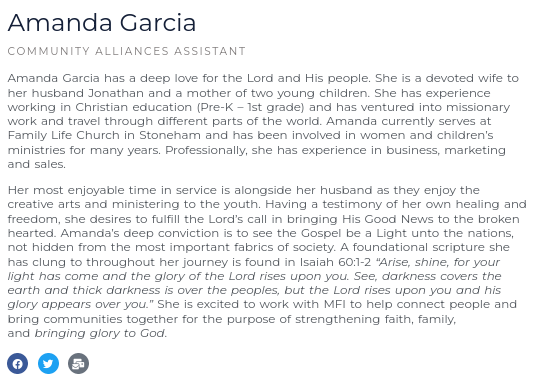 Amanda Garcia
COMMUNITY ALLIANCES ASSISTANT
Amanda Garcia has a deep love for the Lord and His people. She is a devoted wife to
her husband Jonathan and a mother of two young children. She has experience
working in Christian education (Pre-K – 1st grade) and has ventured into missionary
work and travel through different parts of the world. Amanda currently serves at
Family Life Church in Stoneham and has been involved in women and children's
ministries for many years. Professionally, she has experience in business, marketing
and sales.
Her most enjoyable time in service is alongside her husband as they enjoy the
creative arts and ministering to the youth. Having a testimony of her own healing and
freedom, she desires to fulfill the Lord's call in bringing His Good News to the broken
hearted. Amanda's deep conviction is to see the Gospel be a Light unto the nations,
not hidden from the most important fabrics of society. A foundational scripture she
has clung to throughout her journey is found in Isaiah 60:1-2 “Arise, shine, for your
light has come and the glory of the Lord rises upon you. See, darkness covers the
earth and thick darkness is over the peoples, but the Lord rises upon you and his
glory appears over you.” She is excited to work with MFI to help connect people and
bring communities together for the purpose of strengthening faith, family,
and bringing glory to God.